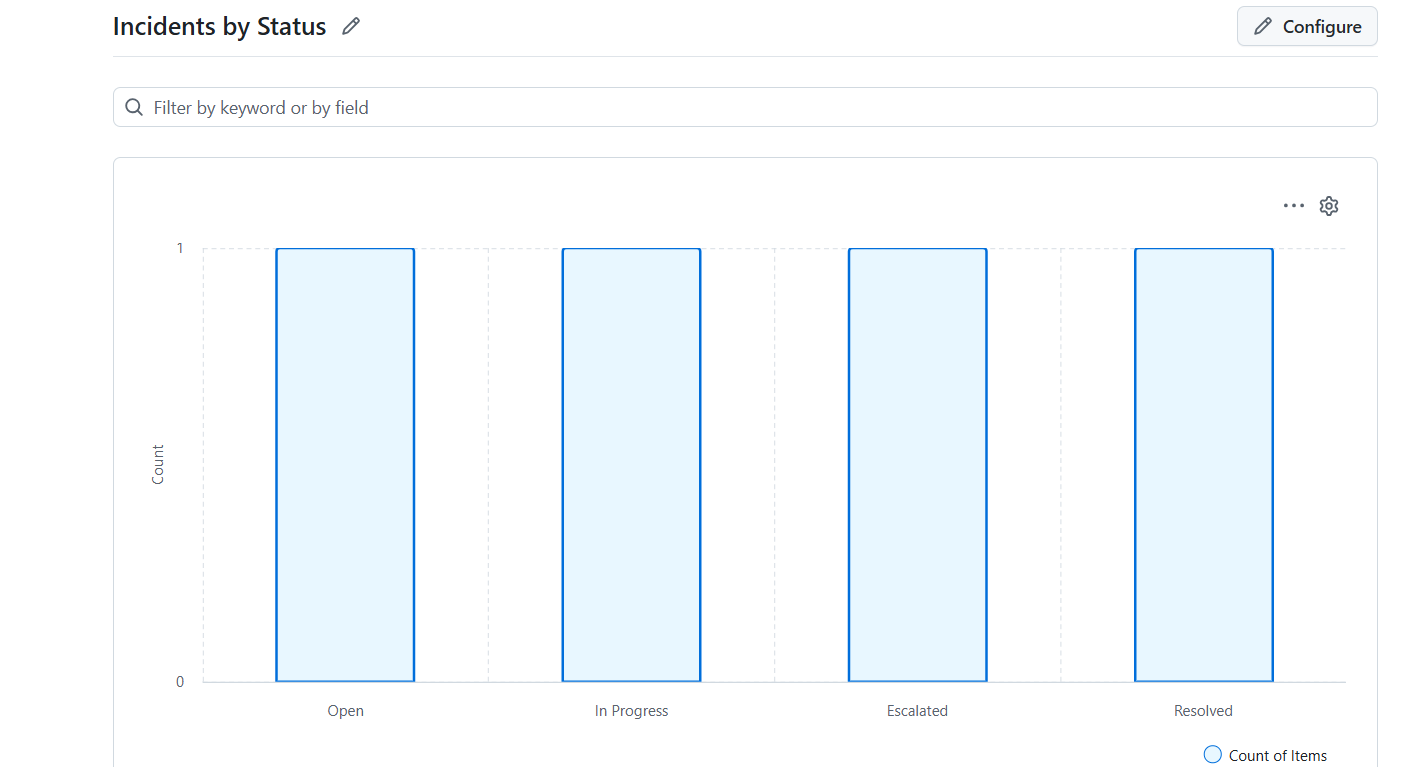 Incidents by Status
Configure
Filter by keyword or by field
1
Count
0
Open
In Progress
Escalated
Resolved
Count of Items